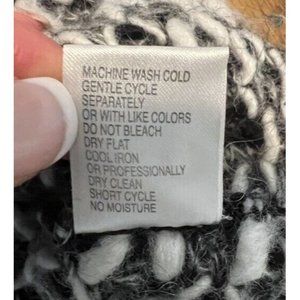 MACHINE WASH COLD
GENTLE CYCLE
SEPARATELY
OR WITH LIKE COLORS
DO NOT BLEACH
DRY FLAT
COOL IRON
OR PROFESSIONALLY
DRY CLEAN
SHORT CYCLE
NO MOISTURE